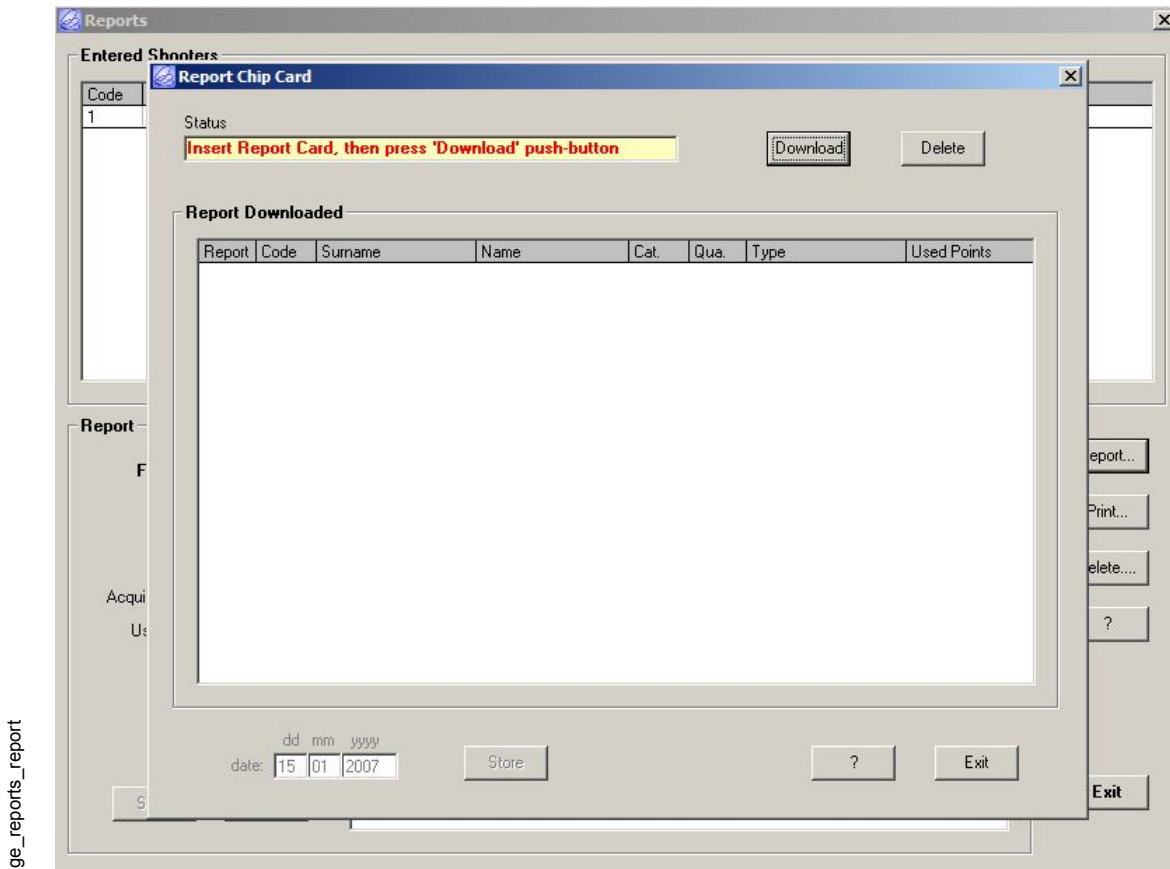 Reports
Entered Shooters
Report Chip Card
Code
1
Status
Insert Report Card, then press 'Download' push-button
Download
Delete
Report Downloaded
Report Code Surname Name Cat. Qua. Type Used Points
Report
F
eport...
Print...
elete....
Acqui
?
Us
dd mm yyyy
date: 15 01 2007
Store
?
Exit
S
Exit
ge_reports_report